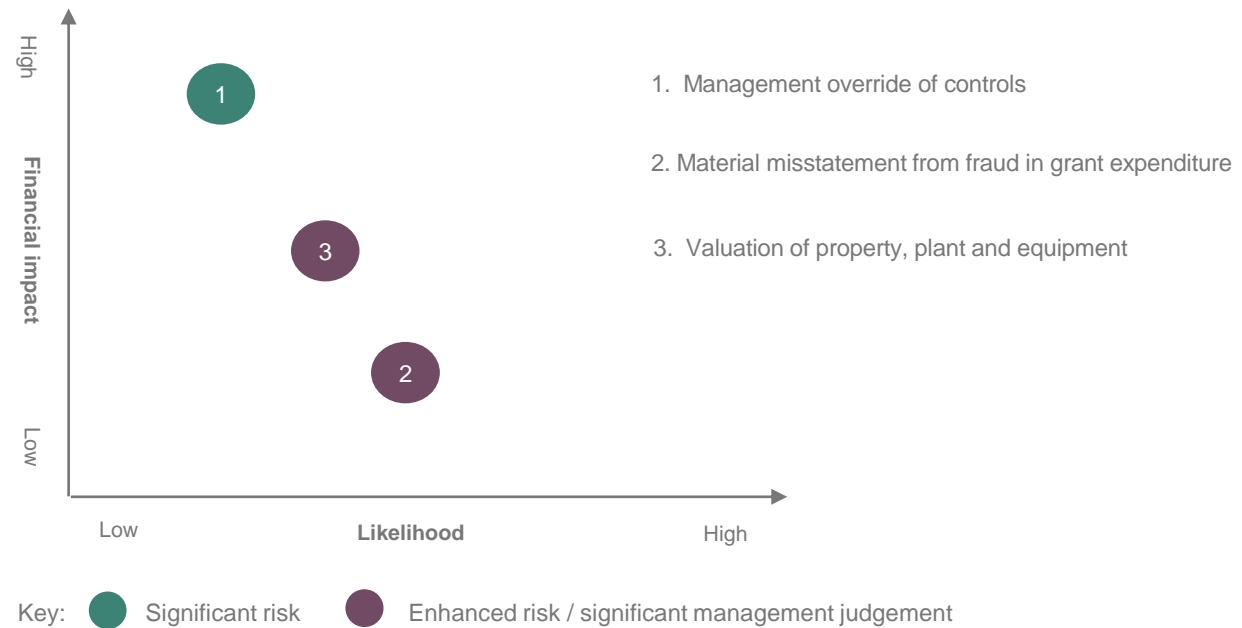 High
Financial impact
Low
1
3
2
1. Management override of controls
2. Material misstatement from fraud in grant expenditure
3. Valuation of property, plant and equipment
Low
Likelihood
High
Key:
Significant risk
Enhanced risk / significant management judgement